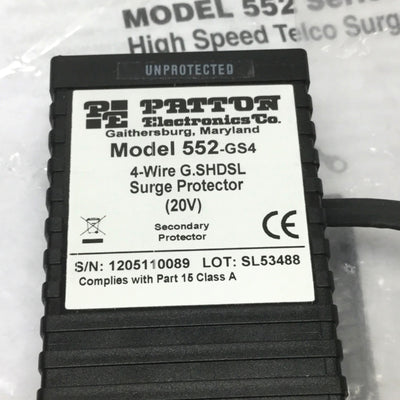 MODEL 552 Series
High Speed Telco Surg
UNPROTECTED
PATTON
Electronics Co.
Gaithersburg, Maryland
Model 552-GS4
4-Wire G.SHDSL
Surge Protector
(20V)
Secondary
Protector
CE
S/N: 1205110089 LOT: SL53488
Complies with Part 15 Class A